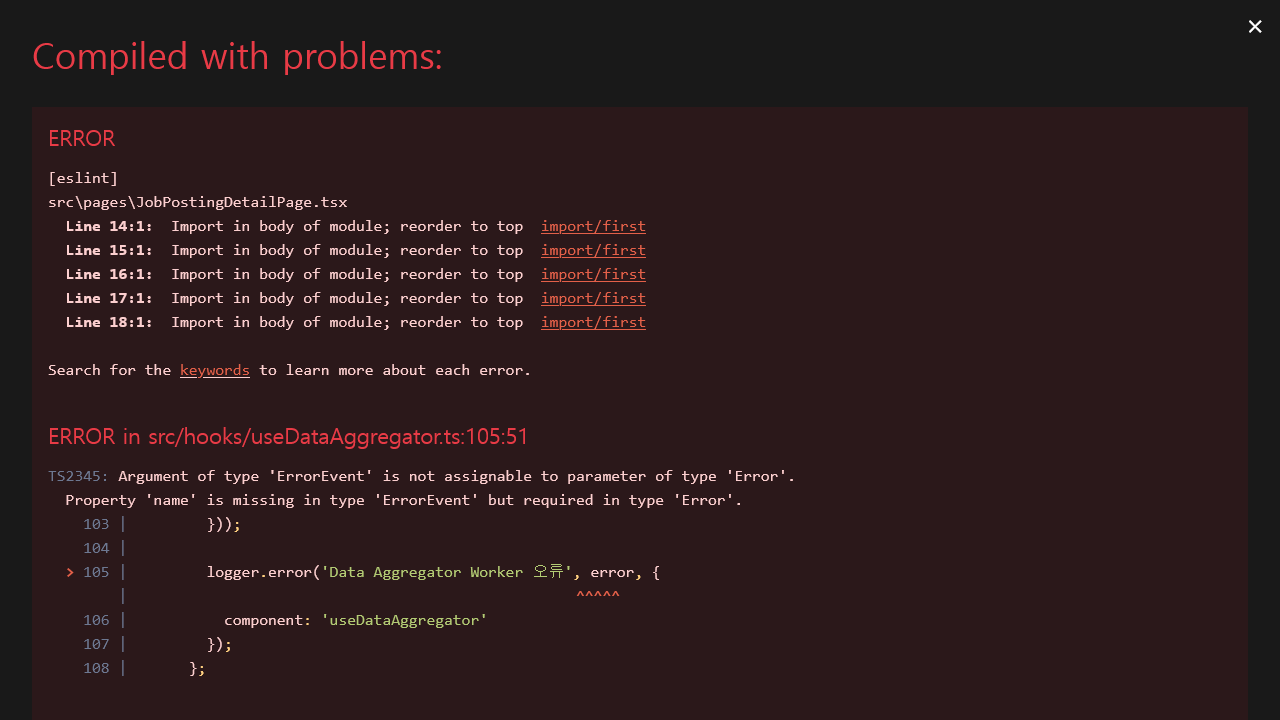 Compiled with problems:
×
ERROR
[eslint]
src\pages\JobPostingDetailPage.tsx
  Line 14:1:  Import in body of module; reorder to top  import/first
  Line 15:1:  Import in body of module; reorder to top  import/first
  Line 16:1:  Import in body of module; reorder to top  import/first
  Line 17:1:  Import in body of module; reorder to top  import/first
  Line 18:1:  Import in body of module; reorder to top  import/first
Search for the keywords to learn more about each error.
ERROR in src/hooks/useDataAggregator.ts:105:51
TS2345: Argument of type 'ErrorEvent' is not assignable to parameter of type 'Error'.
  Property 'name' is missing in type 'ErrorEvent' but required in type 'Error'.
    103 |         }));
    104 |
  > 105 |         logger.error('Data Aggregator Worker 오류', error, {
        |                                                   ^^^^^
    106 |           component: 'useDataAggregator'
    107 |         });
    108 |       };